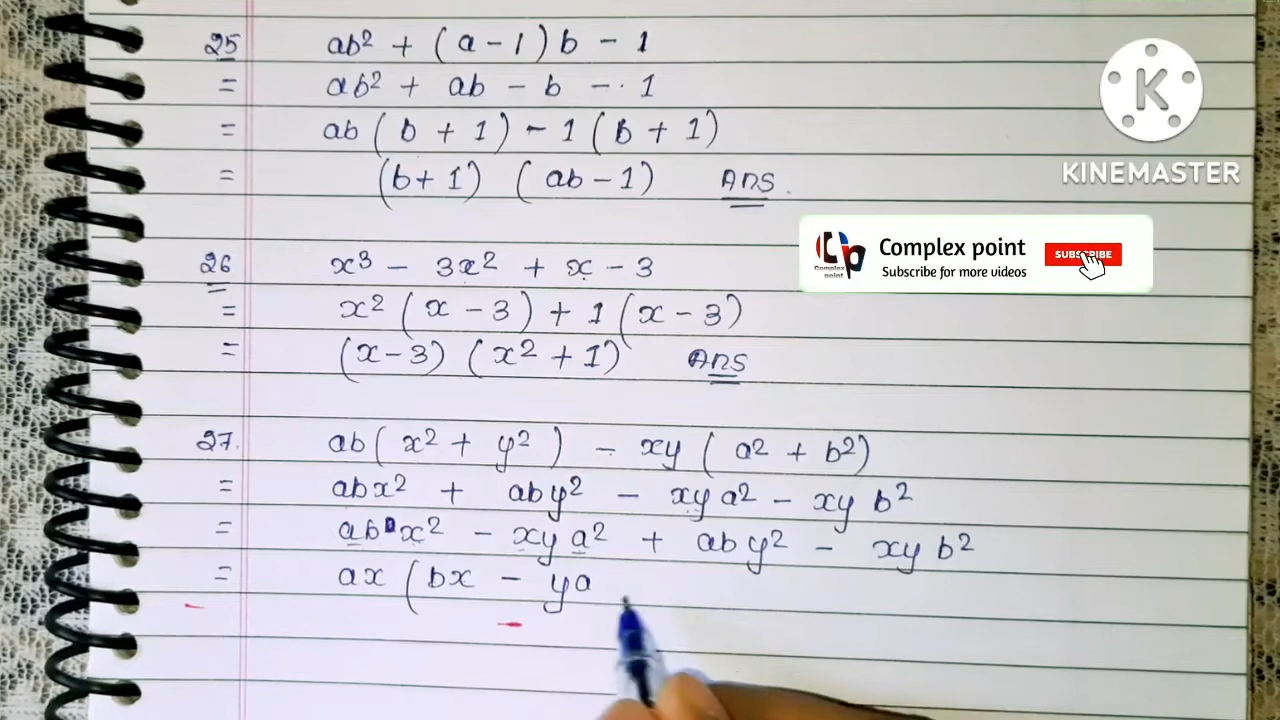 25 ab² + (a - 1) b - 1
= ab² + ab - b - 1
= ab (b + 1) - 1 (b + 1)
= (b + 1) (ab - 1) Ans.
26 x³ - 3x² + x - 3
= x² (x - 3) + 1 (x - 3)
= (x - 3) (x² + 1) Ans
27. ab (x² + y²) - xy (a² + b²)
= abx² + aby² - xya² - xyb²
= abx² - xya² + aby² - xyb²
= ax (bx - ya
KINEMASTER
Complex point
Subscribe for more videos
SUBSCRIBE
Complex
point